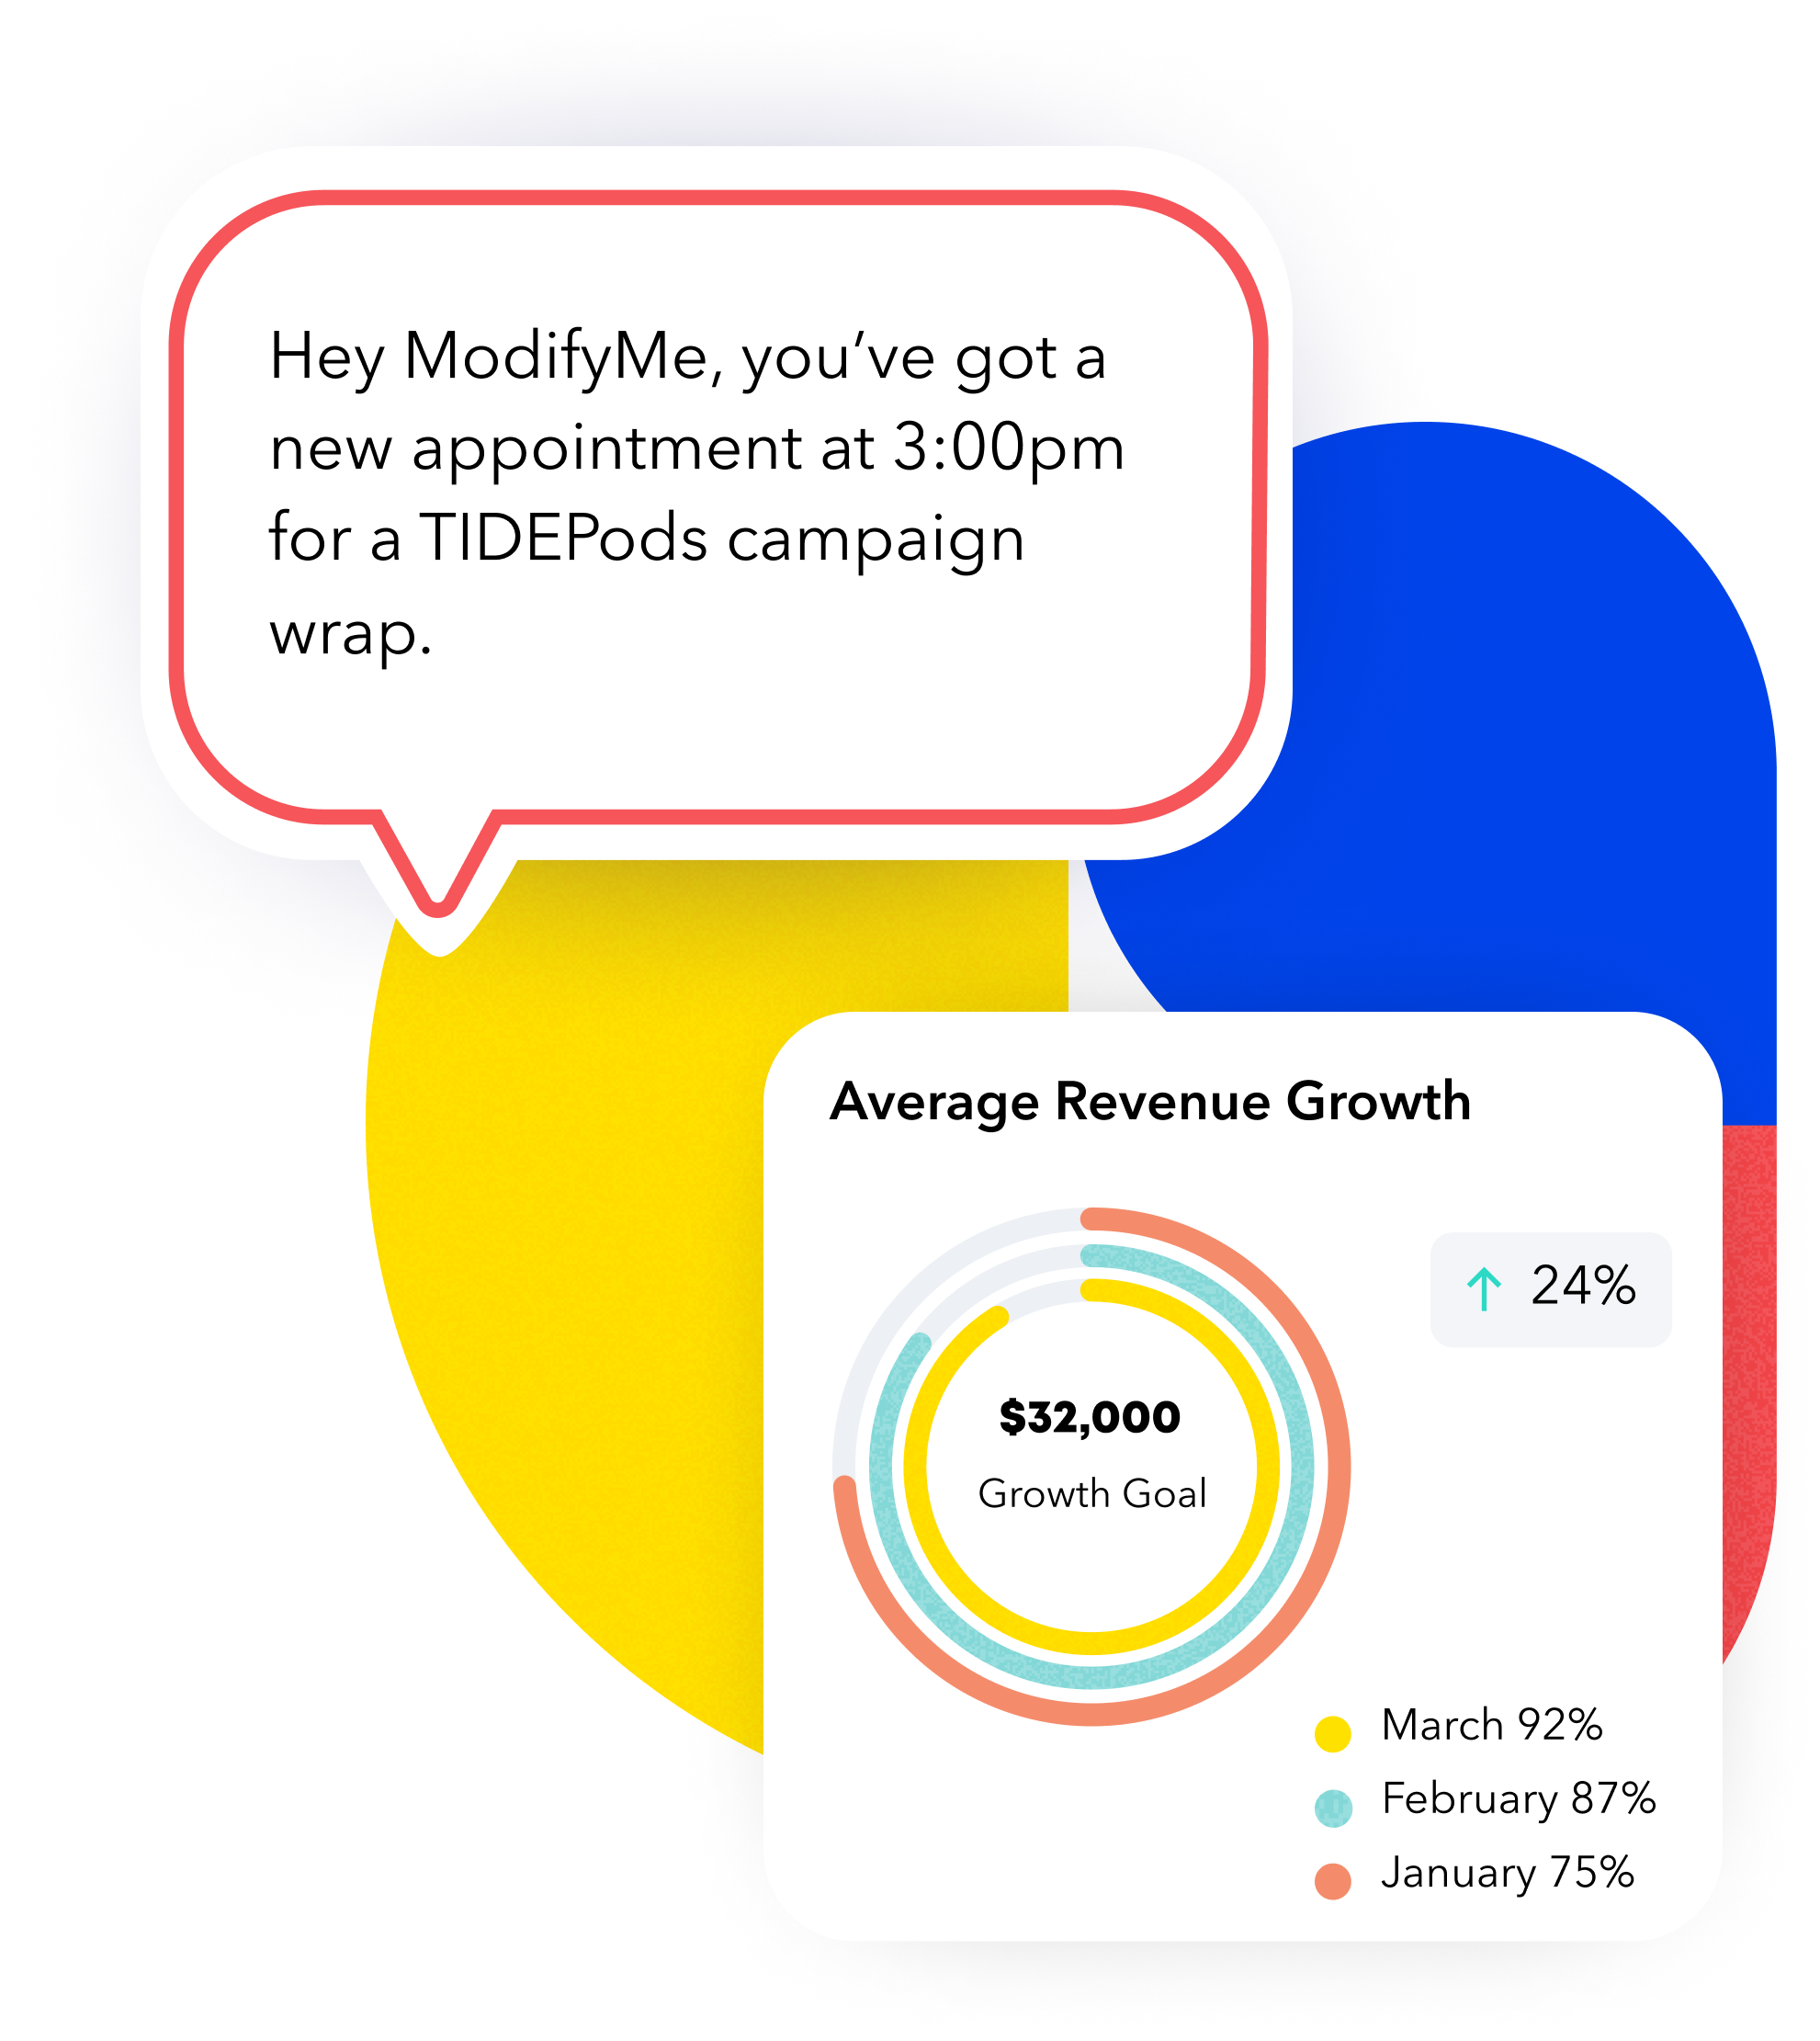 Hey ModifyMe, you’ve got a
new appointment at 3:00pm
for a TIDEPods campaign
wrap.
Average Revenue Growth
24%
$32,000
Growth Goal
March 92%
February 87%
January 75%